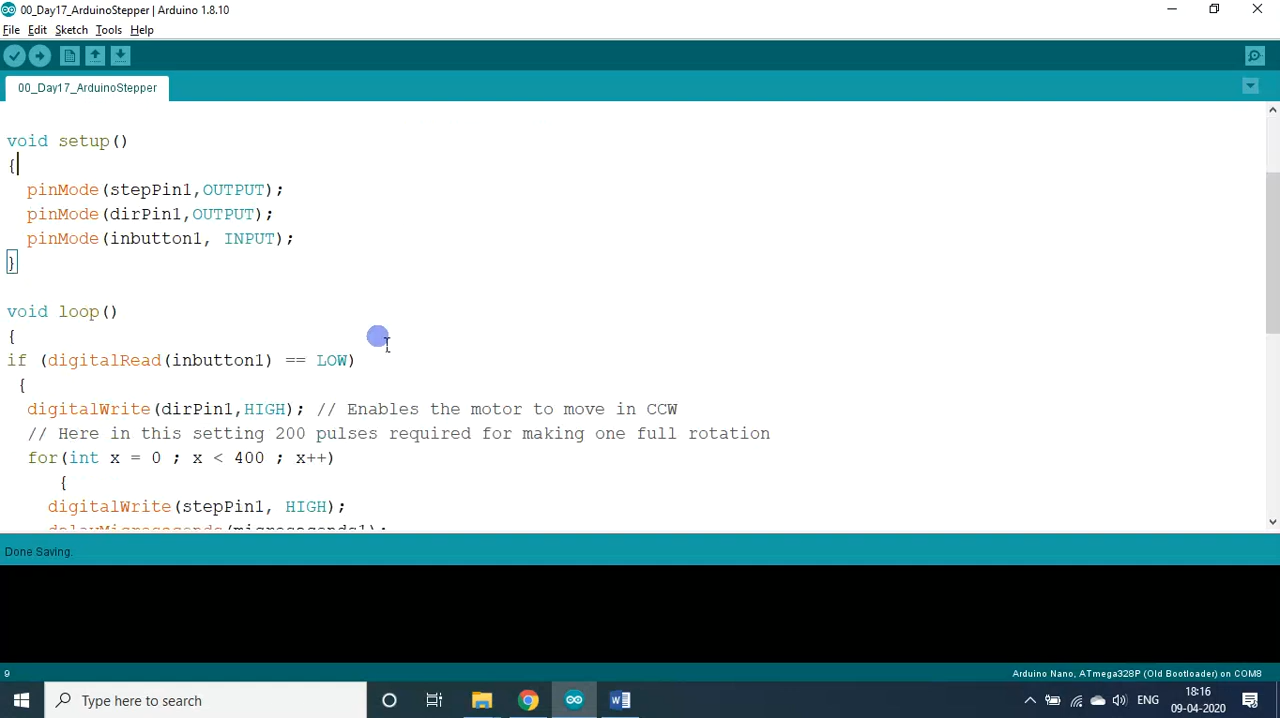 00_Day17_ArduinoStepper | Arduino 1.8.10
File Edit Sketch Tools Help
00_Day17_ArduinoStepper
void setup()
{
pinMode(stepPin1,OUTPUT);
pinMode(dirPin1,OUTPUT);
pinMode(inbutton1, INPUT);
}
void loop()
{
if (digitalRead(inbutton1) == LOW)
{
digitalWrite(dirPin1,HIGH); // Enables the motor to move in CCW
// Here in this setting 200 pulses required for making one full rotation
for(int x = 0 ; x < 400 ; x++)
{
digitalWrite(stepPin1, HIGH);
delayMicroseconds(microseconds1);
Done Saving.
9
Arduino Nano, ATmega328P (Old Bootloader) on COM8
Type here to search
ENG
18:16
09-04-2020